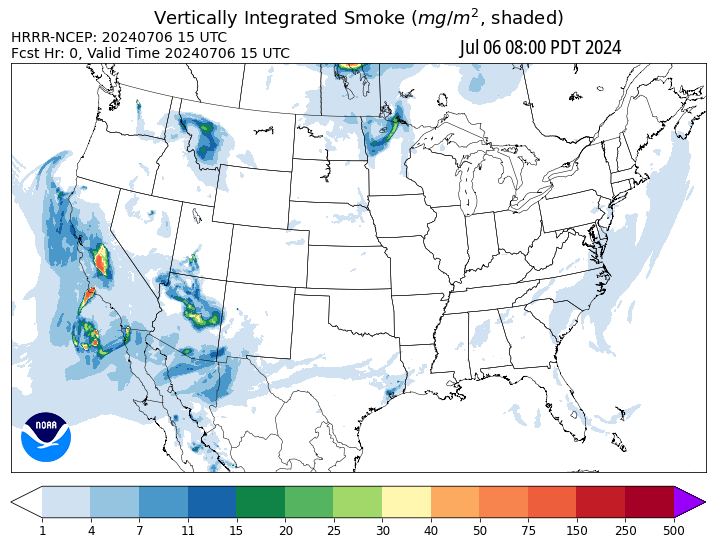 Vertically Integrated Smoke (mg/m², shaded)
HRRR-NCEP: 20240706 15 UTC
Fcst Hr: 0, Valid Time 20240706 15 UTC
Jul 06 08:00 PDT 2024
NOAA
1 4 7 11 15 20 25 30 40 50 75 150 250 500